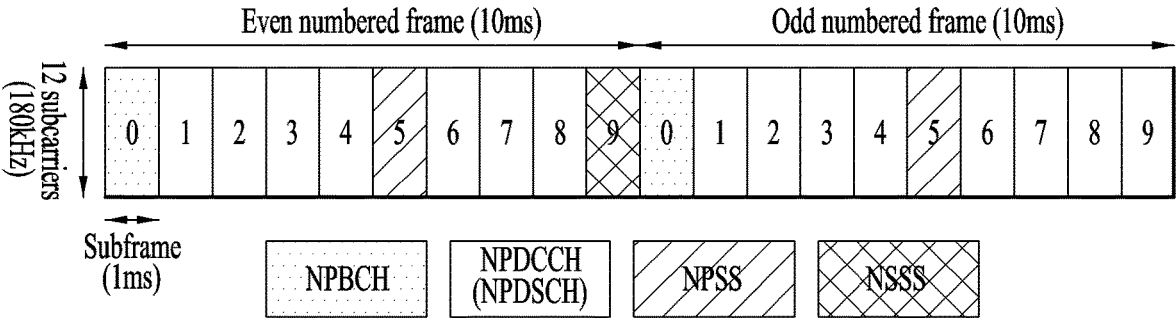 Even numbered frame (10ms)
Odd numbered frame (10ms)
12 subcarriers
(180kHz)
0 1 2 3 4 5 6 7 8 9 0 1 2 3 4 5 6 7 8 9
Subframe
(1ms)
NPBCH
NPDCCH
(NPDSCH)
NPSS
NSSS